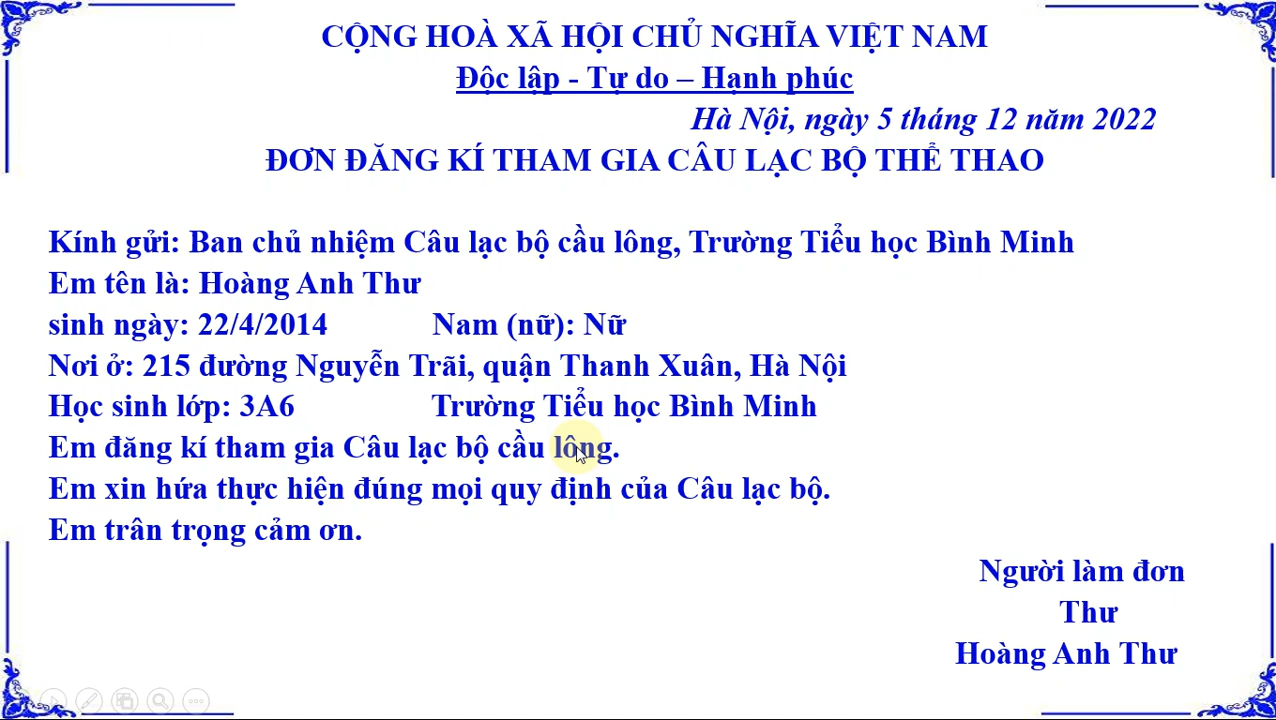 CỘNG HOÀ XÃ HỘI CHỦ NGHĨA VIỆT NAM
Độc lập - Tự do – Hạnh phúc
Hà Nội, ngày 5 tháng 12 năm 2022
ĐƠN ĐĂNG KÍ THAM GIA CÂU LẠC BỘ THỂ THAO
Kính gửi: Ban chủ nhiệm Câu lạc bộ cầu lông, Trường Tiểu học Bình Minh
Em tên là: Hoàng Anh Thư
sinh ngày: 22/4/2014 Nam (nữ): Nữ
Nơi ở: 215 đường Nguyễn Trãi, quận Thanh Xuân, Hà Nội
Học sinh lớp: 3A6 Trường Tiểu học Bình Minh
Em đăng kí tham gia Câu lạc bộ cầu lông.
Em xin hứa thực hiện đúng mọi quy định của Câu lạc bộ.
Em trân trọng cảm ơn.
Người làm đơn
Thư
Hoàng Anh Thư